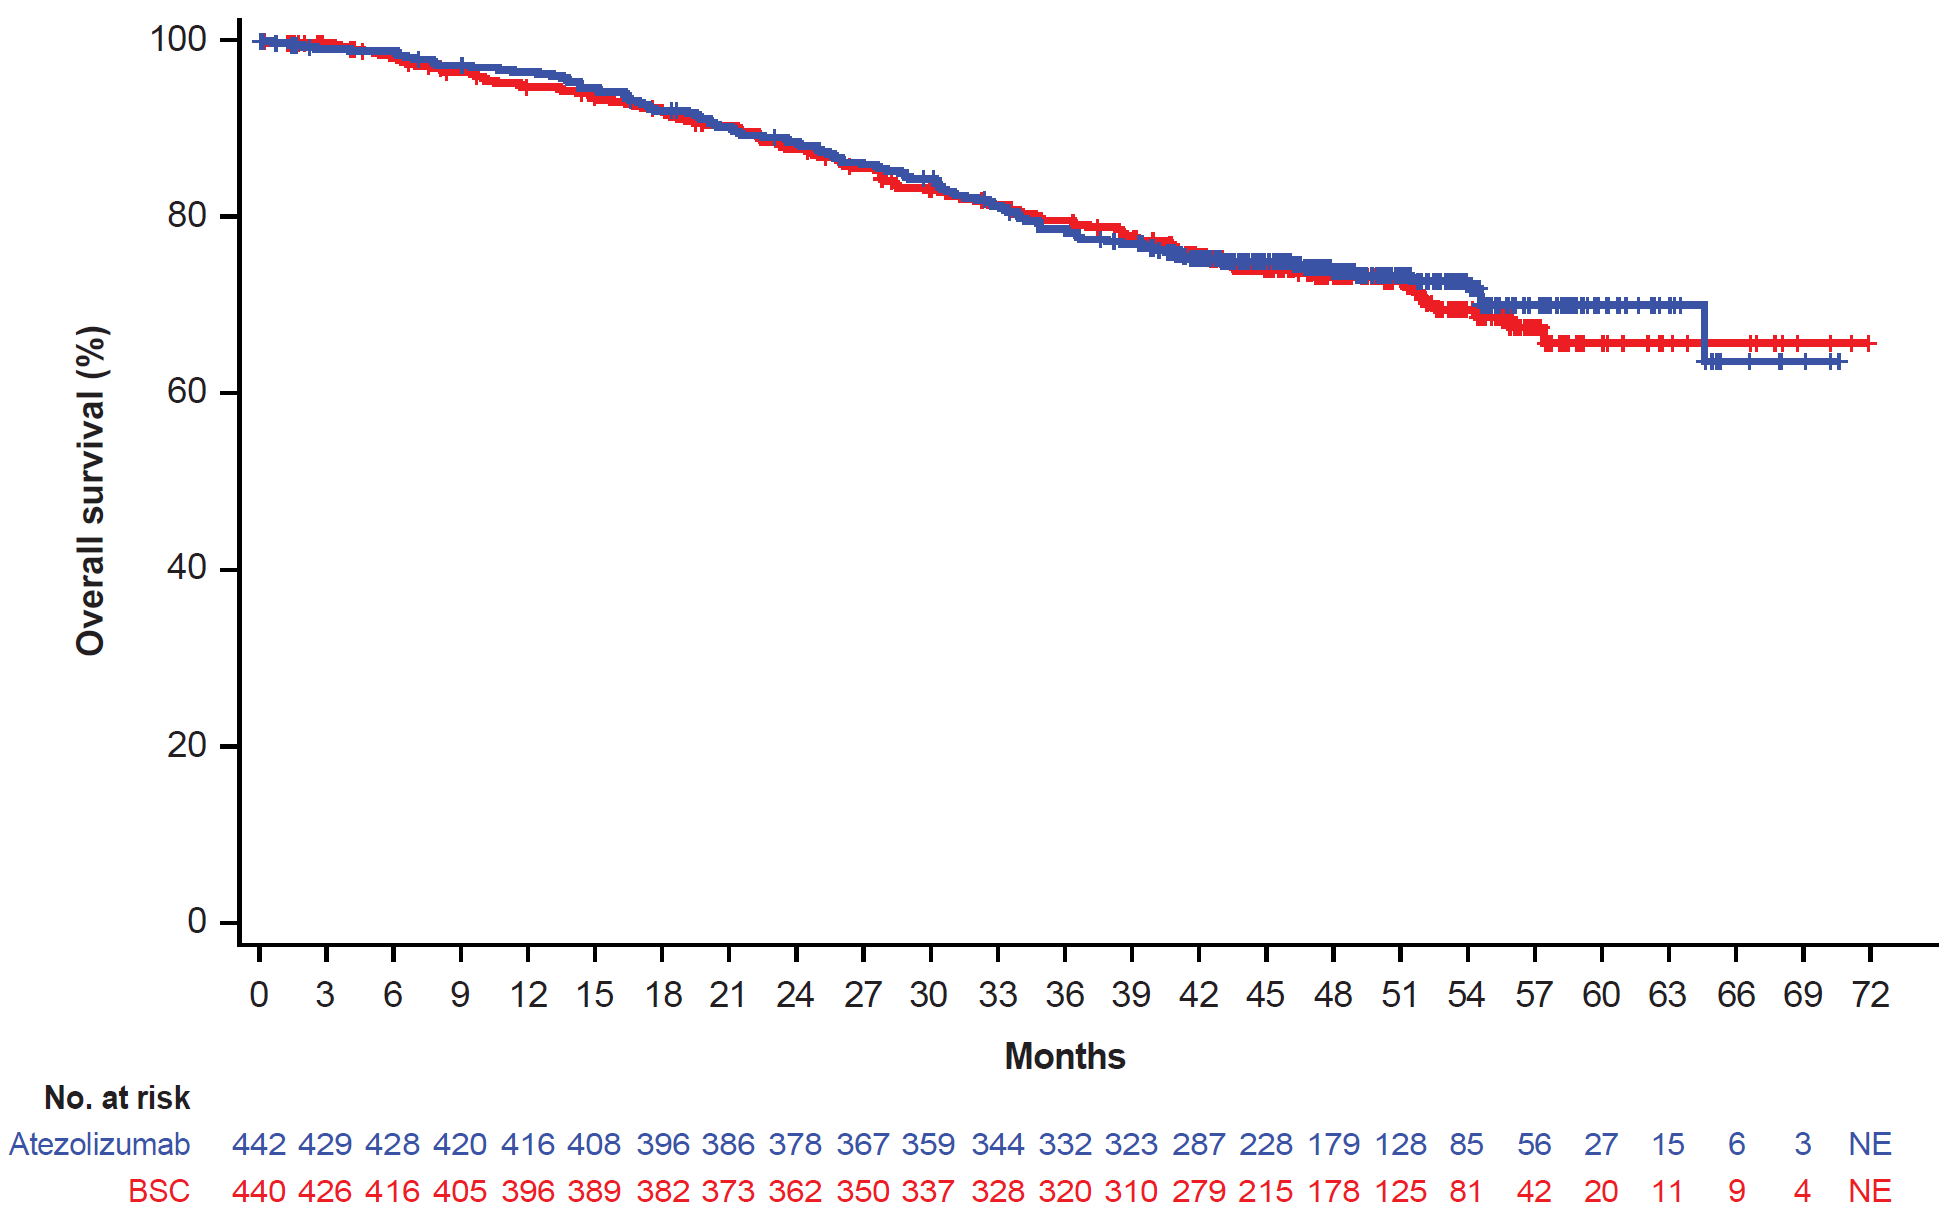 100
80
60
40
20
0
Overall survival (%)
0 3 6 9 12 15 18 21 24 27 30 33 36 39 42 45 48 51 54 57 60 63 66 69 72
Months
No. at risk
Atezolizumab 442 429 428 420 416 408 396 386 378 367 359 344 332 323 287 228 179 128 85 56 27 15 6 3 NE
BSC 440 426 416 405 396 389 382 373 362 350 337 328 320 310 279 215 178 125 81 42 20 11 9 4 NE